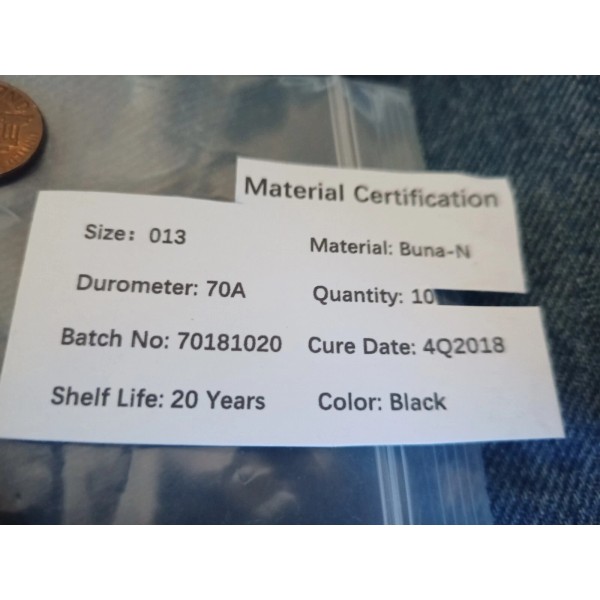 Material Certification
Size: 013 Material: Buna-N
Durometer: 70A Quantity: 10
Batch No: 70181020 Cure Date: 4Q2018
Shelf Life: 20 Years Color: Black